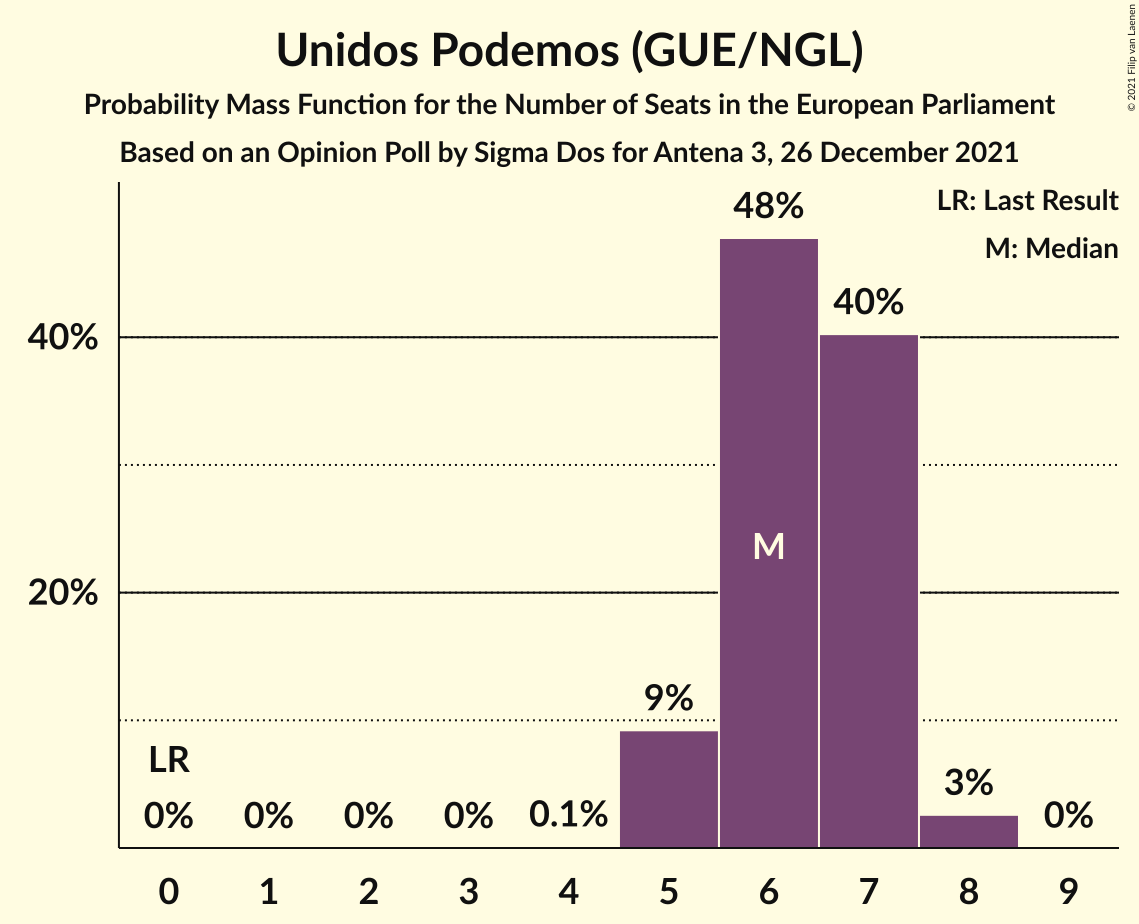 Unidos Podemos (GUE/NGL)
Probability Mass Function for the Number of Seats in the European Parliament
Based on an Opinion Poll by Sigma Dos for Antena 3, 26 December 2021
© 2021 Filip van Laenen
LR: Last Result
M: Median
48%
40%
40%
M
20%
9%
LR
3%
0%
0%
0%
0%
0.1%
0%
0
1
2
3
4
5
6
7
8
9